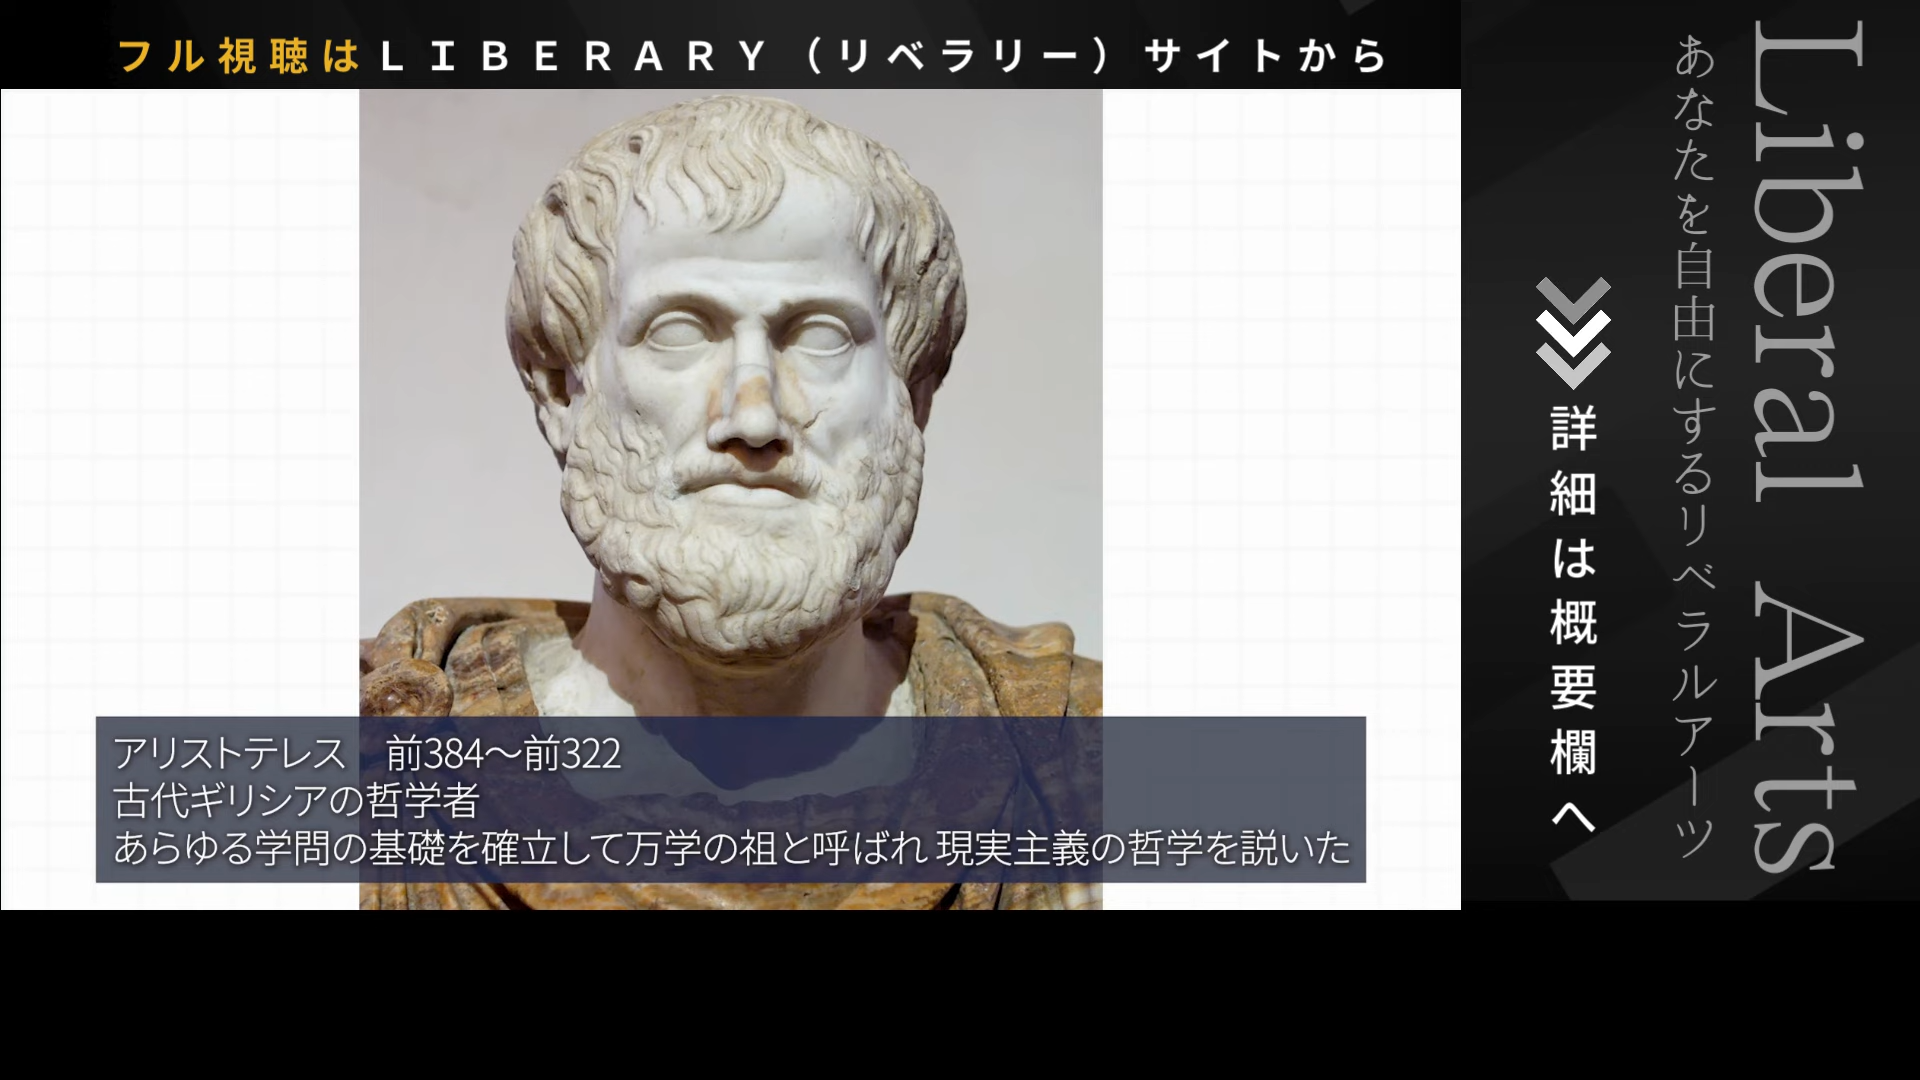 フル視聴はLIBERARY（リベラリー）サイトから
アリストテレス　前384〜前322
古代ギリシアの哲学者
あらゆる学問の基礎を確立して万学の祖と呼ばれ 現実主義の哲学を説いた
Liberal Arts
あなたを自由にするリベラルアーツ
詳細は概要欄へ